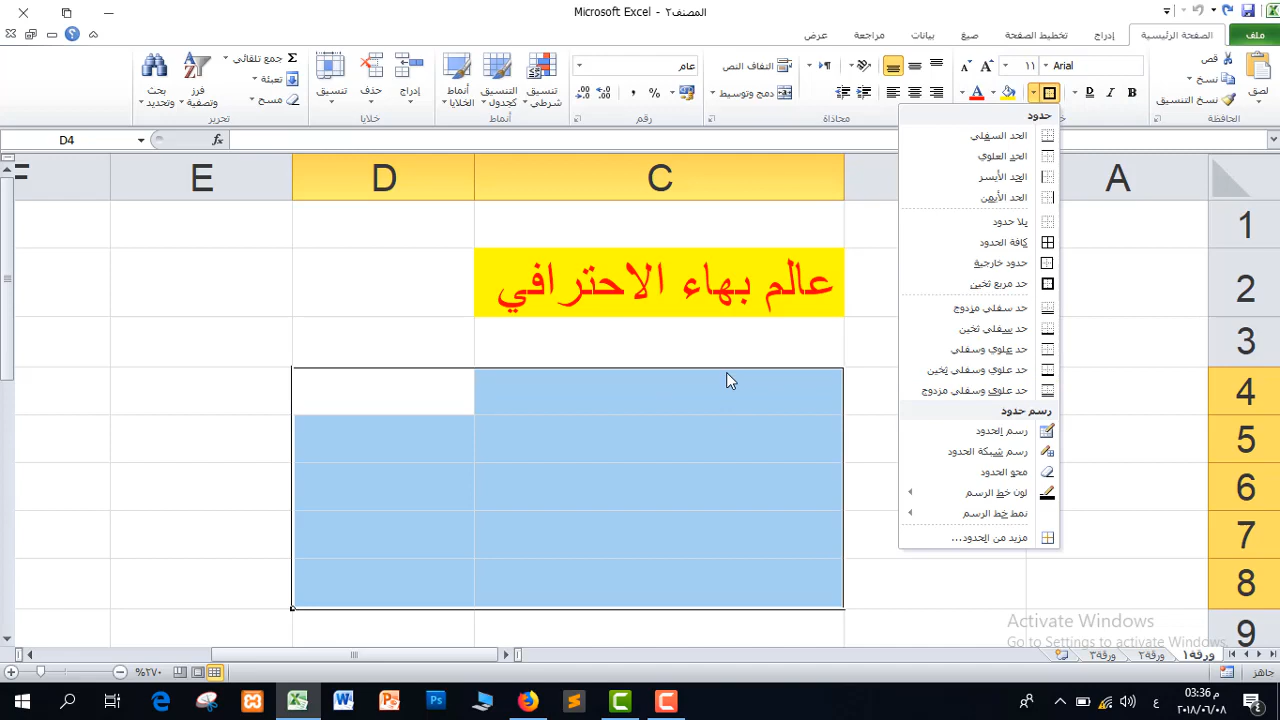 المصنف٢ - Microsoft Excel
ملف
الصفحة الرئيسية
إدراج
تخطيط الصفحة
صيغ
بيانات
مراجعة
عرض
لصق
قص
نسخ
نسخ التنسيق
الحافظة
Arial
١١
B
I
U
التفاف النص
دمج وتوسيط
محاذاة
عام
%
رقم
تنسيق شرطي
التنسيق كجدول
أنماط الخلايا
أنماط
إدراج
حذف
تنسيق
خلايا
جمع تلقائي
تعبئة
مسح
فرز وتصفية
بحث وتحديد
تحرير
D4
fx
A
C
D
E
F
1
2
3
4
5
6
7
8
9
عالم بهاء الاحترافي
حدود
الحد السفلي
الحد العلوي
الحد الأيسر
الحد الأيمن
بلا حدود
كافة الحدود
حدود خارجية
حد مربع ثخين
حد سفلي مزدوج
حد سفلي ثخين
حد علوي وسفلي
حد علوي وسفلي ثخين
حد علوي وسفلي مزدوج
رسم حدود
رسم الحدود
رسم شبكة الحدود
محو الحدود
لون خط الرسم
نمط خط الرسم
مزيد من الحدود...
Activate Windows
Go to Settings to activate Windows.
ورقة١
ورقة٢
ورقة٣
جاهز
٢٧٠%
ع
03:36 م
٢٠١٨/٠٦/٠٨